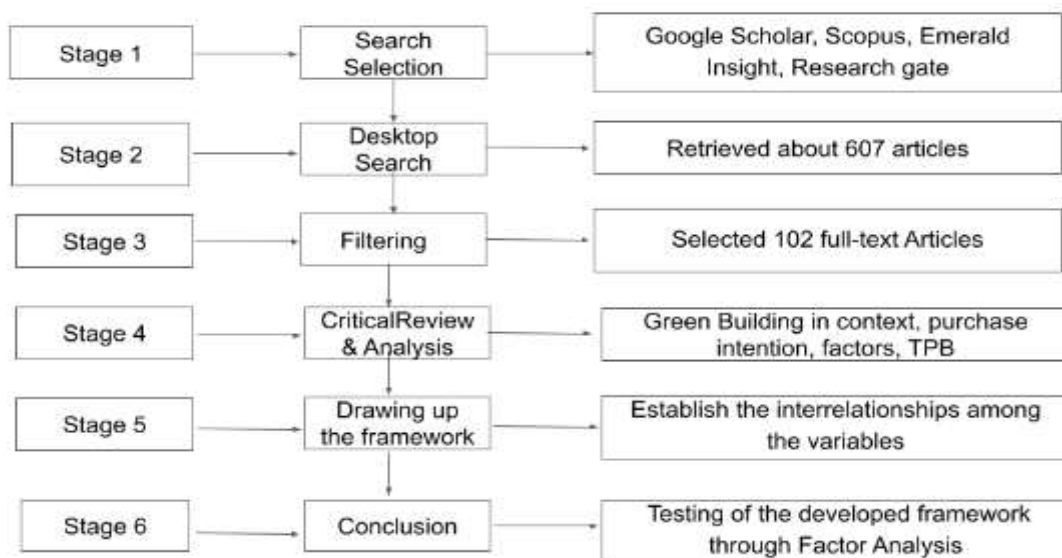 Stage 1
Search
Selection
Google Scholar, Scopus, Emerald
Insight, Research gate
Stage 2
Desktop
Search
Retrieved about 607 articles
Stage 3
Filtering
Selected 102 full-text Articles
Stage 4
CriticalReview
& Analysis
Green Building in context, purchase
intention, factors, TPB
Stage 5
Drawing up
the framework
Establish the interrelationships among
the variables
Stage 6
Conclusion
Testing of the developed framework
through Factor Analysis